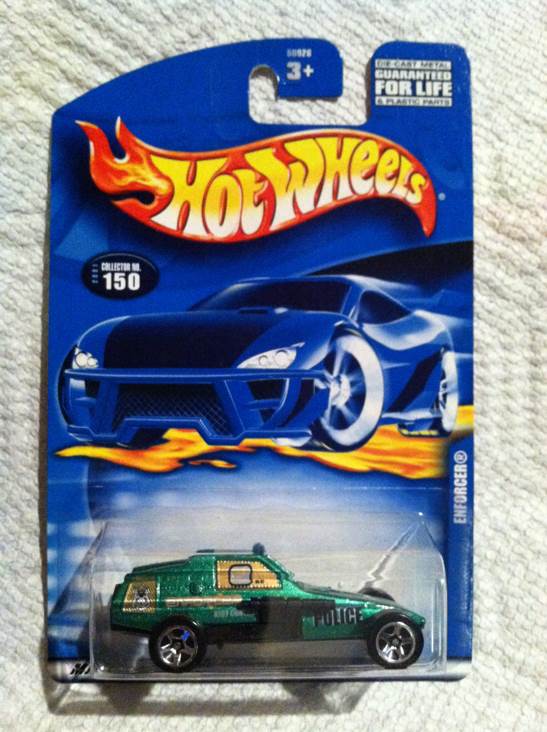 50926
3+
DIE-CAST METAL
GUARANTEED
FOR LIFE
& PLASTIC PARTS
HOT WHEELS
®
2001
COLLECTOR NO.
150
ENFORCER®
POLICE